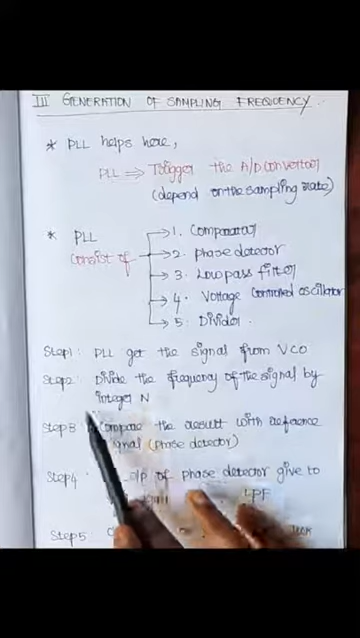 III GENERATION OF SAMPLING FREQUENCY
* PLL helps here,
PLL ⇒ Trigger the A/D Convertor
(depend on the sampling rate)
* PLL consist of
1. Comparator
2. phase detector
3. Low pass filter
4. Voltage controlled oscillator
5. Divider.
Step1: PLL get the signal from VCO
Step2: Divide the frequency of the signal by
integer N
Step3: Compare the result with reference
signal (phase detector)
Step4 O/P of phase detector give to
LPF
Step5